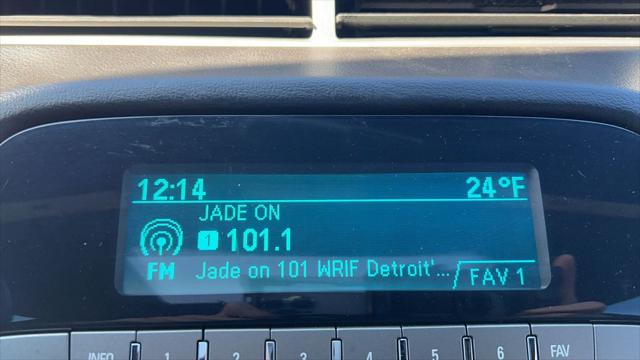 12:14 24°F
JADE ON
1 101.1
FM Jade on 101 WRIF Detroit'... FAV 1
INFO 1 2 3 4 5 6 FAV